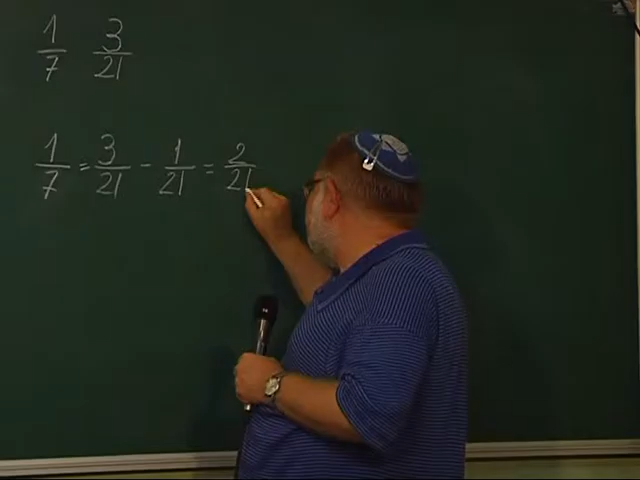 1/7 3/21
1/7 = 3/21 - 1/21 = 2/21